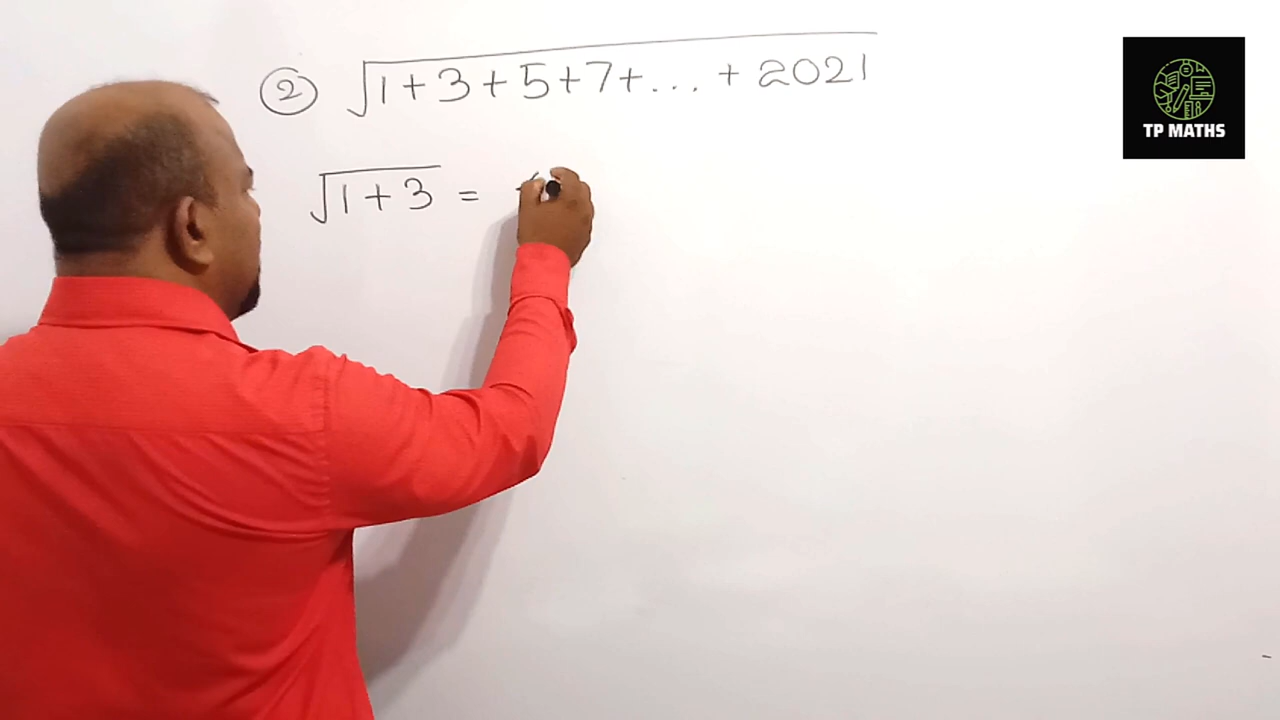 ② √1+3+5+7+... + 2021
√1+3 =
TP MATHS